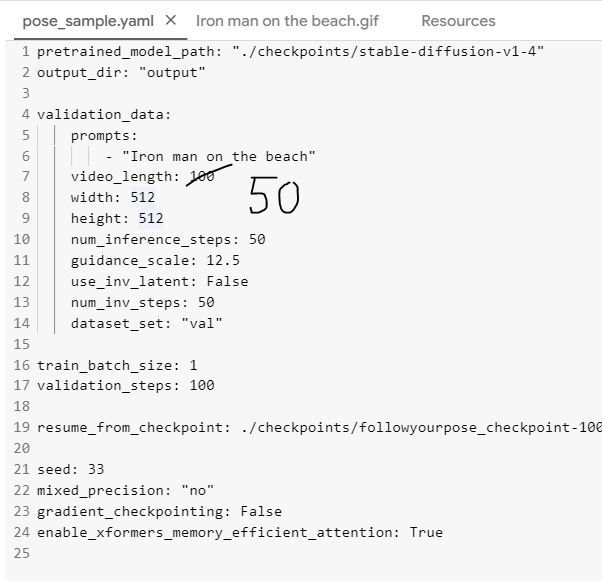 pose_sample.yaml X Iron man on the beach.gif Resources
1 pretrained_model_path: "./checkpoints/stable-diffusion-v1-4"
2 output_dir: "output"
3
4 validation_data:
5 prompts:
6 - "Iron man on the beach"
7 video_length: 100
50
8 width: 512
9 height: 512
10 num_inference_steps: 50
11 guidance_scale: 12.5
12 use_inv_latent: False
13 num_inv_steps: 50
14 dataset_set: "val"
15
16 train_batch_size: 1
17 validation_steps: 100
18
19 resume_from_checkpoint: ./checkpoints/followyourpose_checkpoint-100
20
21 seed: 33
22 mixed_precision: "no"
23 gradient_checkpointing: False
24 enable_xformers_memory_efficient_attention: True
25